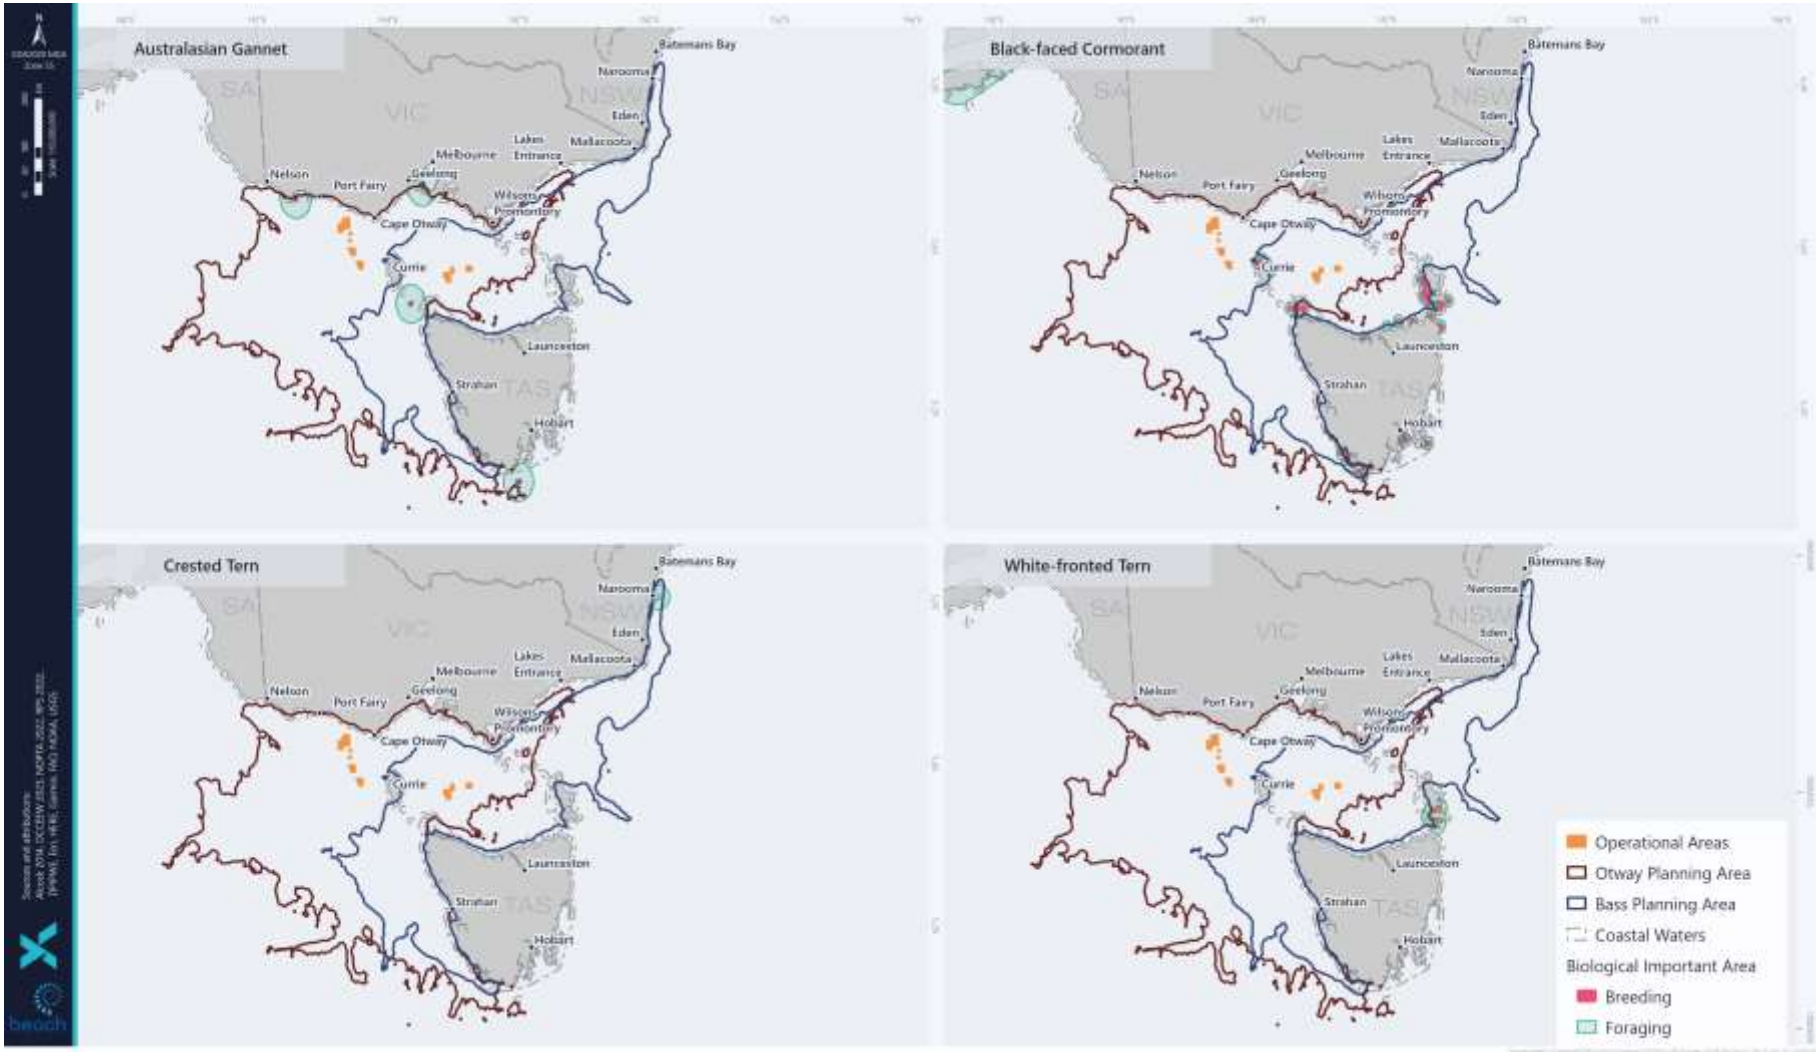 N
Australasian Gannet
Batemans Bay
Narooma
SA
VIC
NSW
Eden
Lakes
Entrance
Mallacoota
Melbourne
Geelong
Nelson
Port Fairy
Wilsons
Promontory
Cape Otway
Currie
Launceston
Strahan
TAS
Hobart
Black-faced Cormorant
Batemans Bay
Narooma
SA
VIC
NSW
Eden
Lakes
Entrance
Mallacoota
Melbourne
Geelong
Nelson
Port Fairy
Wilsons
Promontory
Cape Otway
Currie
Launceston
Strahan
TAS
Hobart
Crested Tern
Batemans Bay
Narooma
SA
VIC
NSW
Eden
Lakes
Entrance
Mallacoota
Melbourne
Geelong
Nelson
Port Fairy
Wilsons
Promontory
Cape Otway
Currie
Launceston
Strahan
TAS
Hobart
White-fronted Tern
Batemans Bay
Narooma
SA
VIC
NSW
Eden
Lakes
Entrance
Mallacoota
Melbourne
Geelong
Nelson
Port Fairy
Wilsons
Promontory
Cape Otway
Currie
Launceston
Strahan
TAS
Hobart
Operational Areas
Otway Planning Area
Bass Planning Area
Coastal Waters
Biological Important Area
Breeding
Foraging
Sources and attributions:
beach